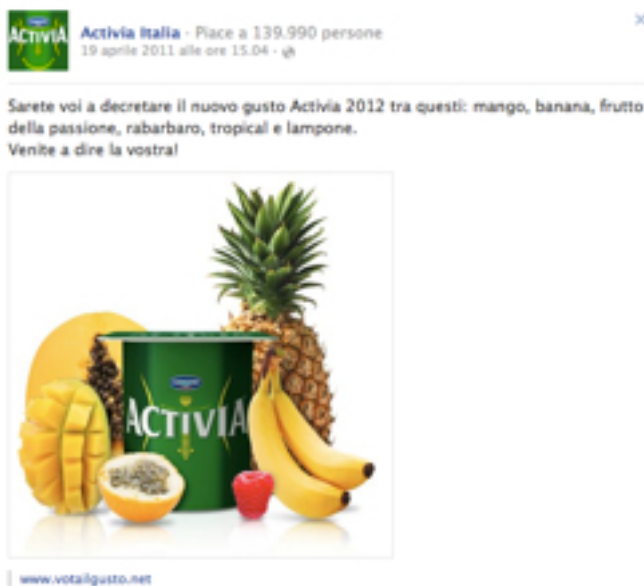 ACTIVIA
Activia Italia · Piace a 139.990 persone
19 aprile 2011 alle ore 15.04 ·
Sarete voi a decretare il nuovo gusto Activia 2012 tra questi: mango, banana, frutto
della passione, rabarbaro, tropical e lampone.
Venite a dire la vostra!
ACTIVIA
www.votailgusto.net